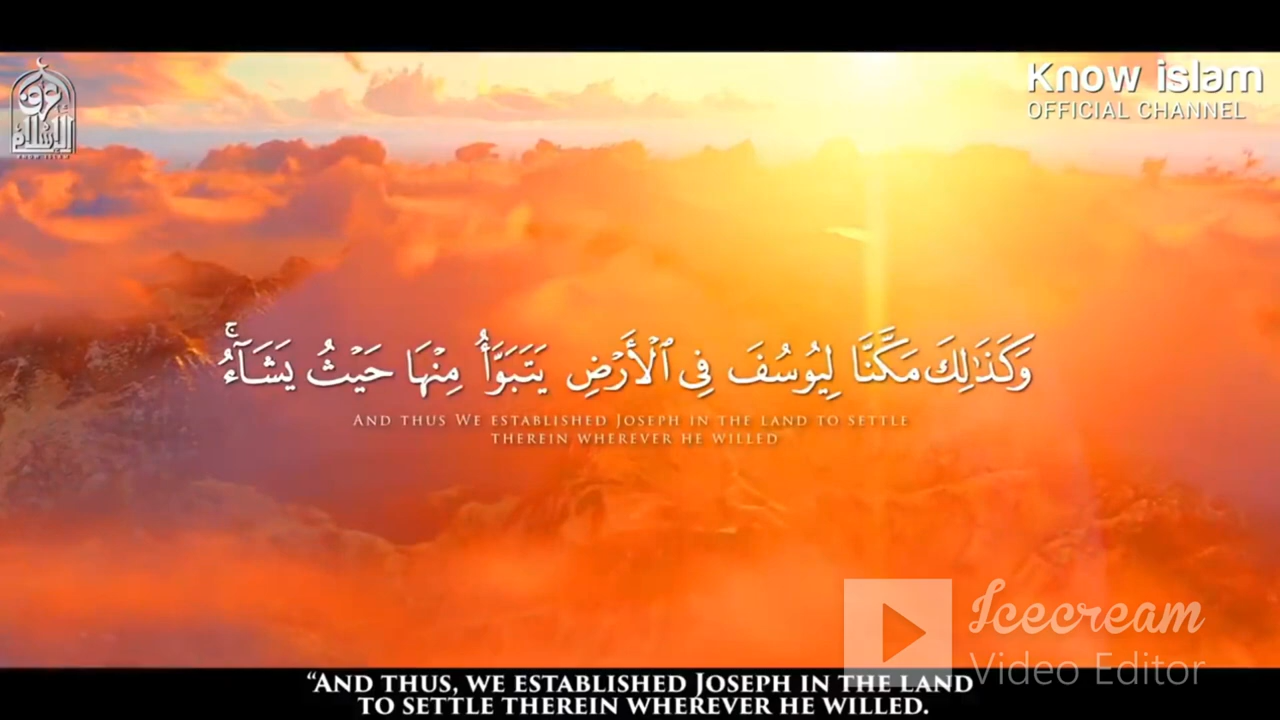 Know islam
OFFICIAL CHANNEL
وَكَذَٰلِكَ مَكَّنَّا لِيُوسُفَ فِى ٱلْأَرْضِ يَتَبَوَّأُ مِنْهَا حَيْثُ يَشَآءُ ۚ
AND THUS WE ESTABLISHED JOSEPH IN THE LAND TO SETTLE
THEREIN WHEREVER HE WILLED
Icecream
Video Editor
“AND THUS, WE ESTABLISHED JOSEPH IN THE LAND
TO SETTLE THEREIN WHEREVER HE WILLED.